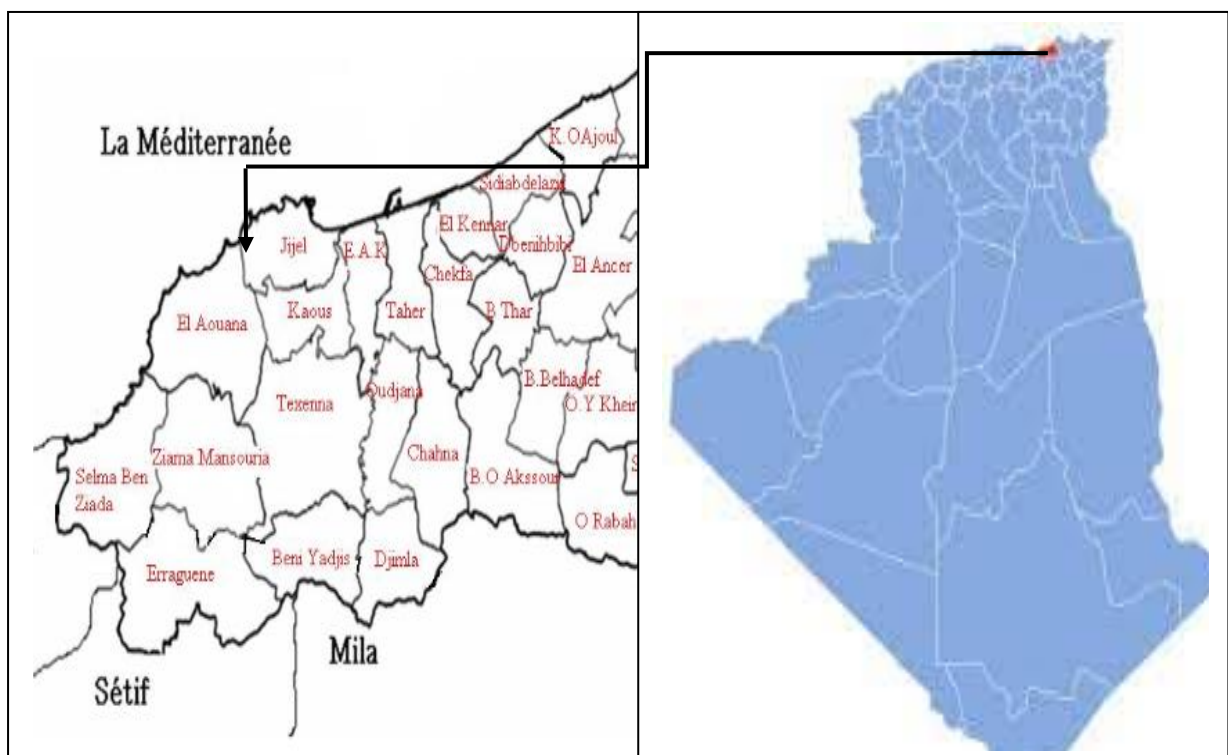 La Méditerranée
K.OAjoul
Sidiabdelaziz
El Kennar
D'benihbibi
Jijel
E.A.K
El Ancer
Chekfa
Kaous
Taher
B Thar
El Aouana
B.Belhadef
Oudjana
O.Y Kheir
Texenna
Chahna
Ziama Mansouria
B.O Akssour
Selma Ben
Ziada
S
O Rabah
Beni Yadjis
Djimla
Erraguene
Mila
Sétif